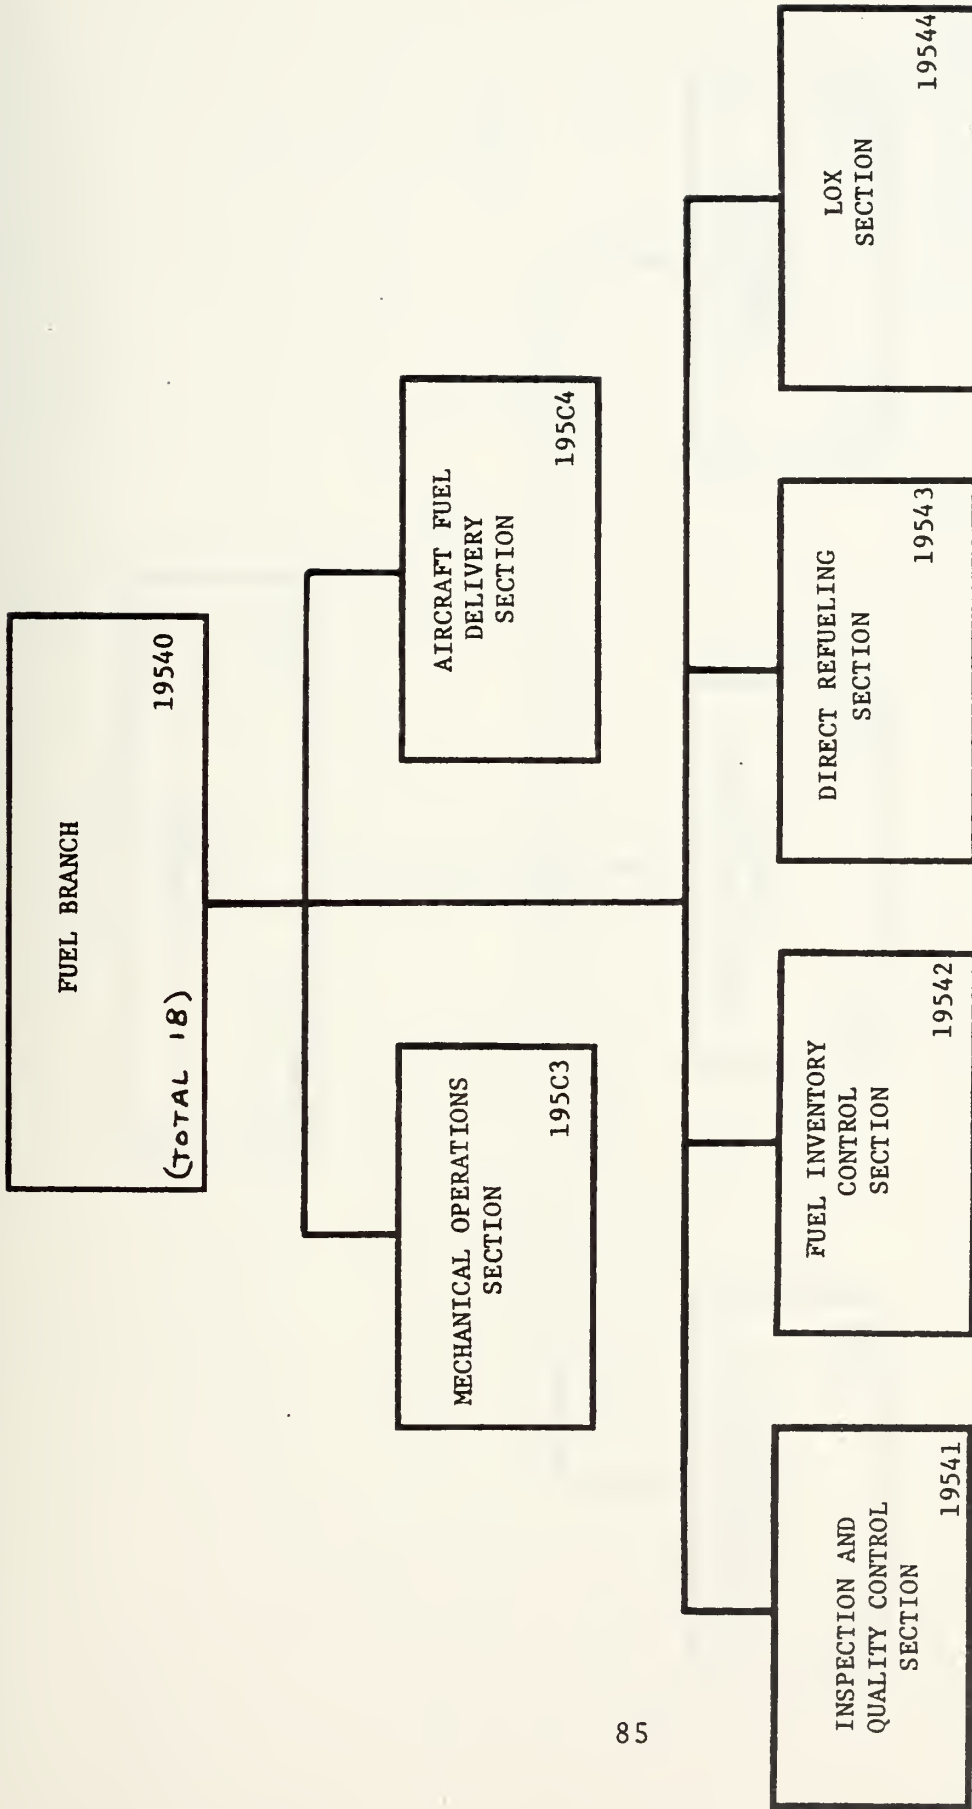 FUEL BRANCH
(TOTAL 18)
19540
MECHANICAL OPERATIONS
SECTION
195C3
AIRCRAFT FUEL
DELIVERY
SECTION
195C4
INSPECTION AND
QUALITY CONTROL
SECTION
19541
FUEL INVENTORY
CONTROL
SECTION
19542
DIRECT REFUELING
SECTION
19543
LOX
SECTION
19544
85